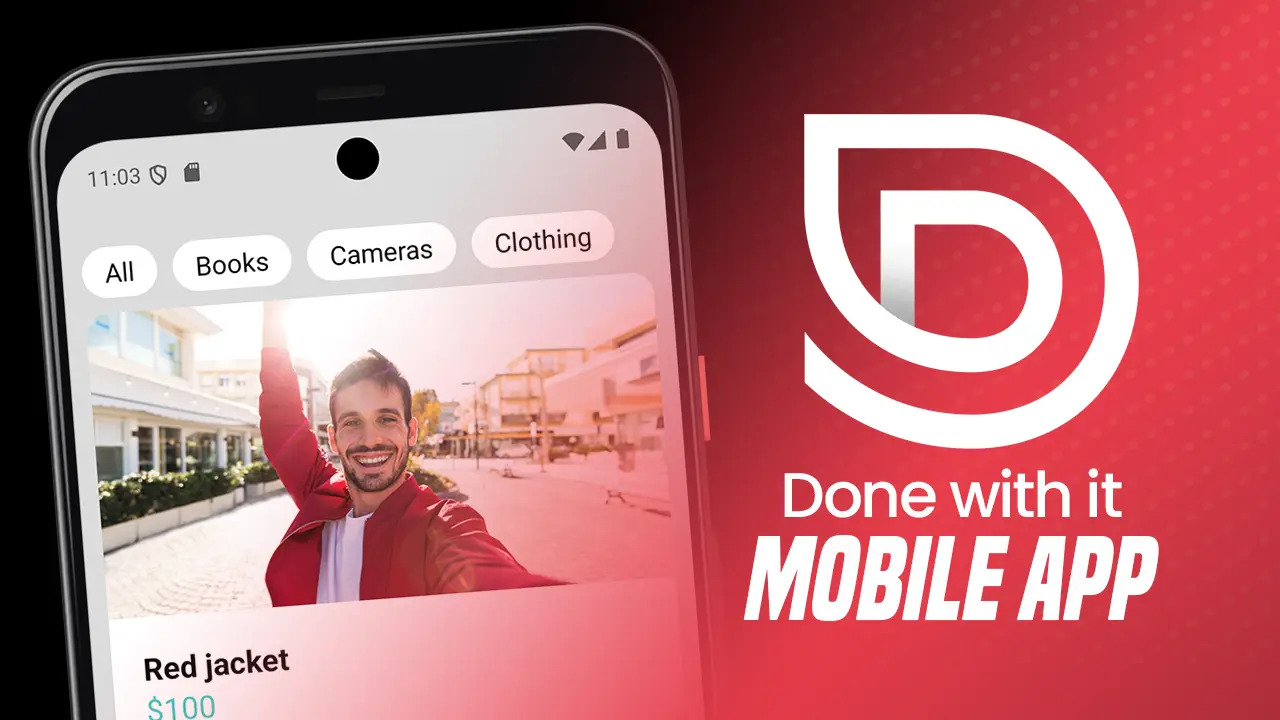 11:03
All
Books
Cameras
Clothing
Red jacket
$100
Done with it
MOBILE APP